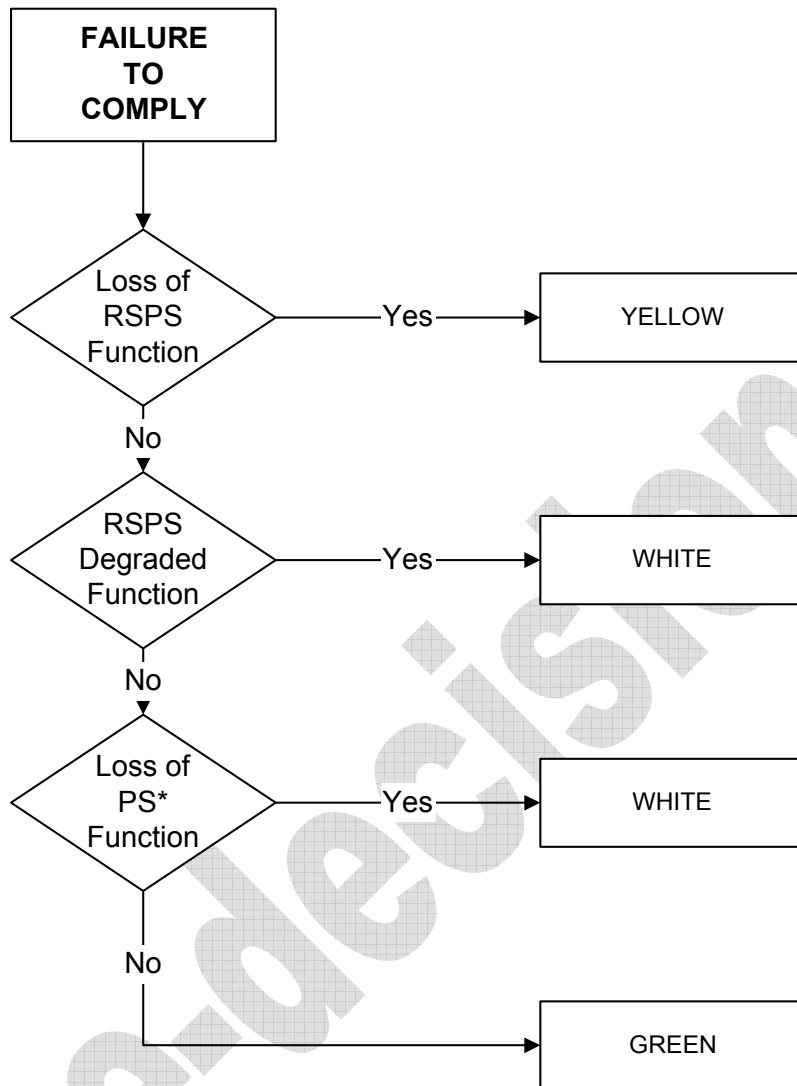 FAILURE
TO
COMPLY
Loss of
RSPS
Function
Yes
YELLOW
No
RSPS
Degraded
Function
Yes
WHITE
No
Loss of
PS*
Function
Yes
WHITE
No
GREEN
e-decision